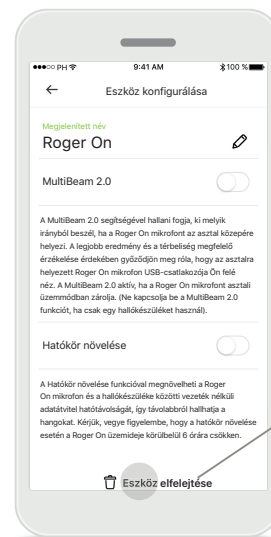 ●●●○○ PH 9:41 AM 100 %
Eszköz konfigurálása
Megjelenített név
Roger On
MultiBeam 2.0
A MultiBeam 2.0 segítségével hallani fogja, ki melyik
irányból beszél, ha a Roger On mikrofont az asztal közepére
helyezi. A legjobb eredmény és a térbeliség megfelelő
érzékelése érdekében győződjön meg róla, hogy az asztalra
helyezett Roger On mikrofon USB-csatlakozója Ön felé
néz. A MultiBeam 2.0 aktív, ha a Roger On mikrofont asztali
üzemmódban zárolja. (Ne kapcsolja be a MultiBeam 2.0
funkciót, ha csak egy hallókészüléket használ).
Hatókör növelése
A Hatókör növelése funkcióval megnövelheti a Roger
On mikrofon és a hallókészüléke közötti vezeték nélküli
adatátvitel hatótávolságát, így távolabbról hallhatja a
hangokat. Kérjük, vegye figyelembe, hogy a hatókör növelése
esetén a Roger On üzemideje körülbelül 6 órára csökken.
Eszköz elfelejtése